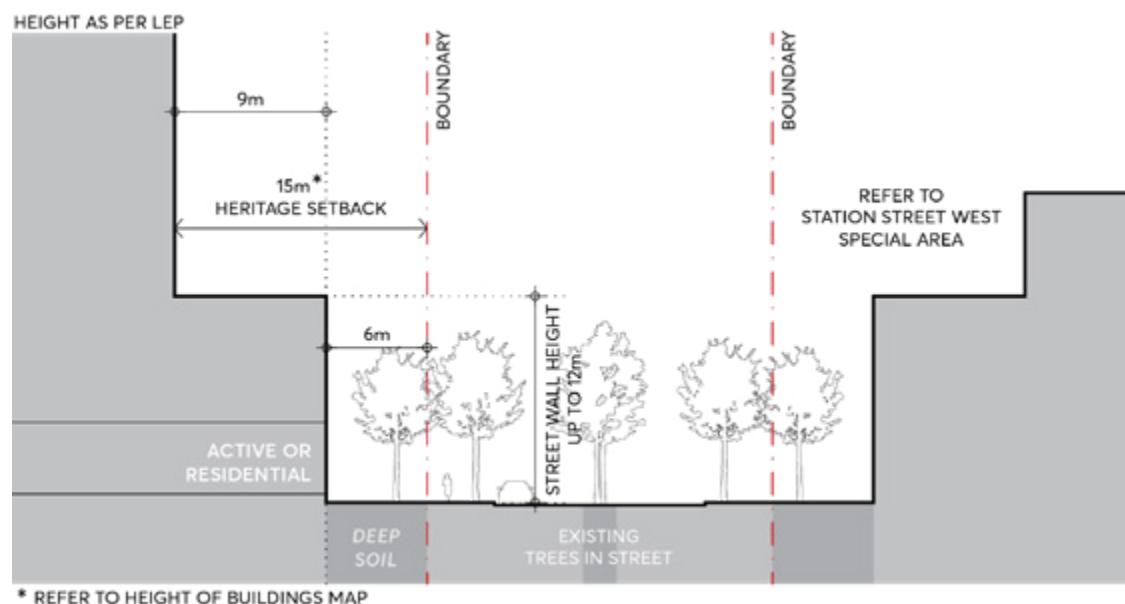 HEIGHT AS PER LEP
BOUNDARY
BOUNDARY
9m
15m*
HERITAGE SETBACK
REFER TO
STATION STREET WEST
SPECIAL AREA
6m
STREET WALL HEIGHT
UP TO 12m
ACTIVE OR
RESIDENTIAL
DEEP
SOIL
EXISTING
TREES IN STREET
* REFER TO HEIGHT OF BUILDINGS MAP